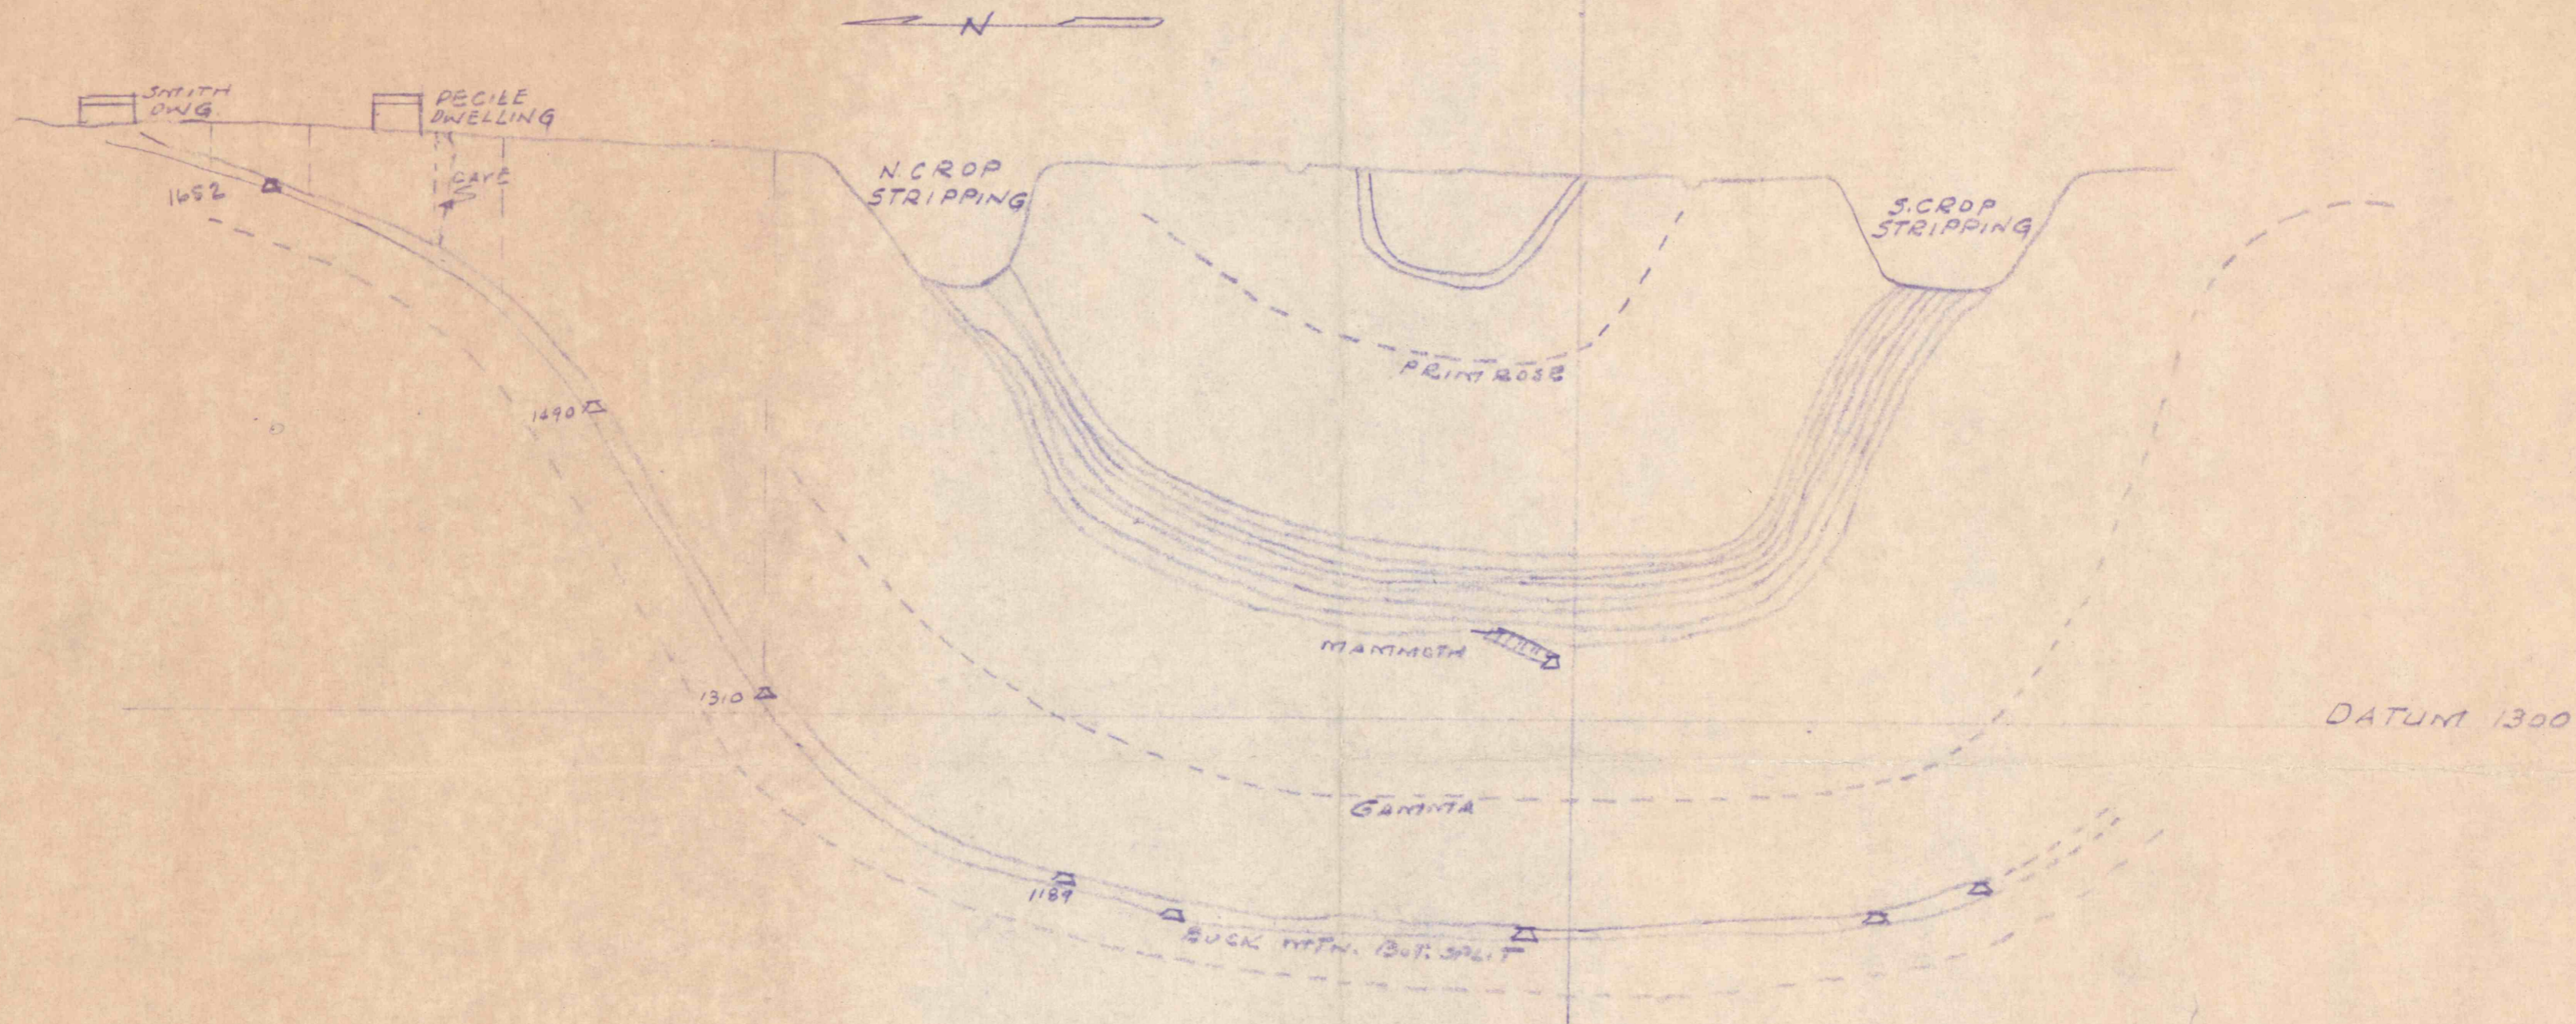 N
SMITH
DWG.
PECILE
DWELLING
CAVE
1652
N. CROP
STRIPPING
S. CROP
STRIPPING
PRIMROSE
1490
MAMMOTH
1310
DATUM 1300
GAMMA
1189
BUCK MTN. BOT. SPLIT